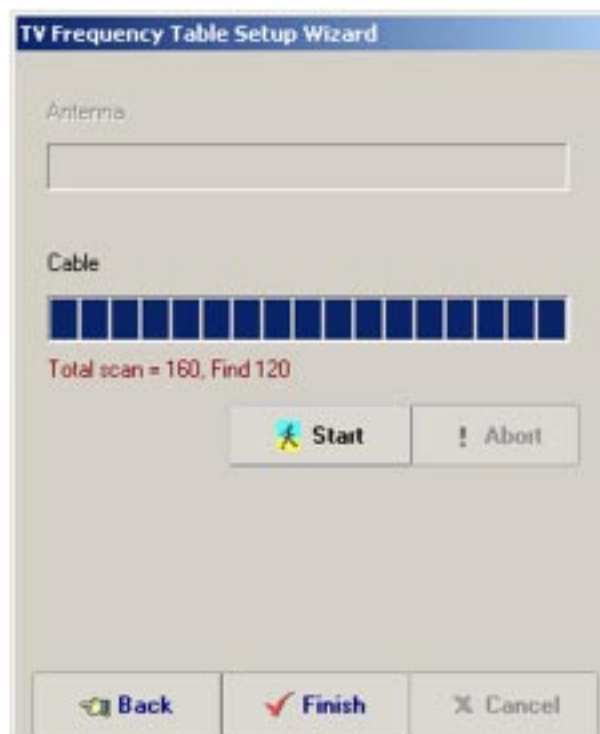 TV Frequency Table Setup Wizard
Antenna
Cable
Total scan = 160, Find 120
Start
! Abort
Back
Finish
Cancel